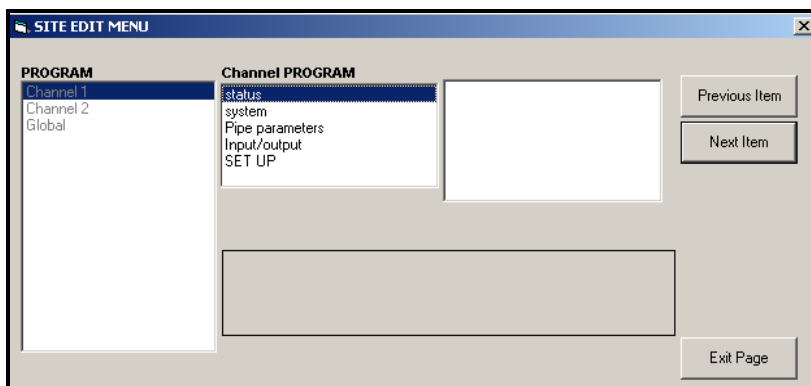 SITE EDIT MENU
PROGRAM
Channel 1
Channel 2
Global
Channel PROGRAM
status
system
Pipe parameters
Input/output
SET UP
Previous Item
Next Item
Exit Page